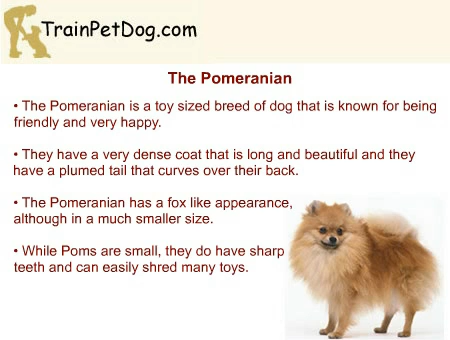 TrainPetDog.com
The Pomeranian
• The Pomeranian is a toy sized breed of dog that is known for being
friendly and very happy.
• They have a very dense coat that is long and beautiful and they
have a plumed tail that curves over their back.
• The Pomeranian has a fox like appearance,
although in a much smaller size.
• While Poms are small, they do have sharp
teeth and can easily shred many toys.